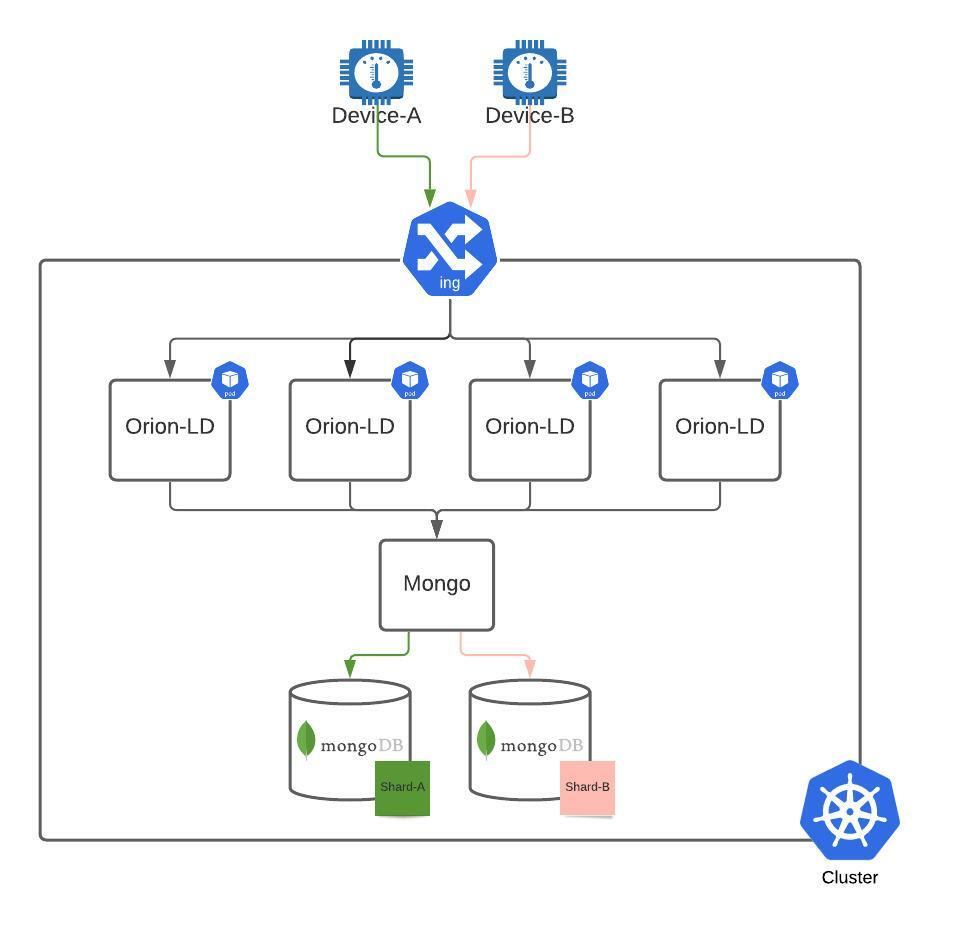 Device-A
Device-B
ing
pod
pod
pod
pod
Orion-LD
Orion-LD
Orion-LD
Orion-LD
Mongo
mongoDB
mongoDB
Shard-A
Shard-B
Cluster